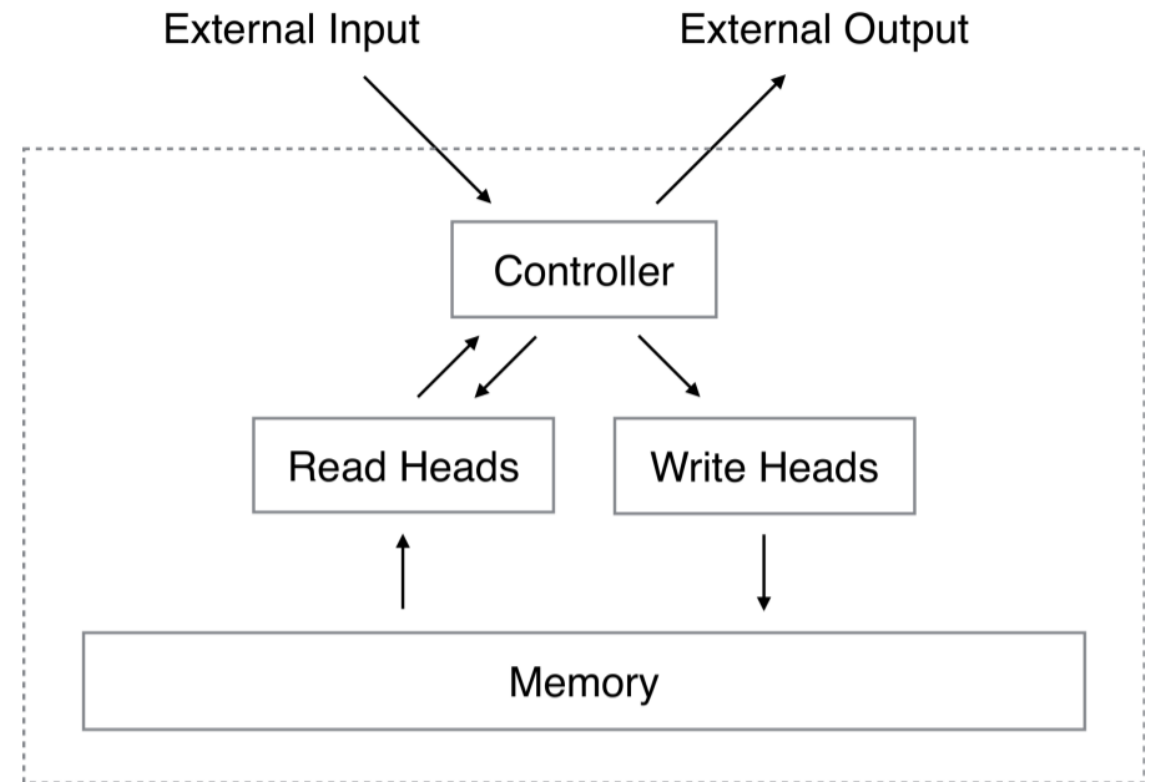 External Input
External Output
Controller
Read Heads
Write Heads
Memory